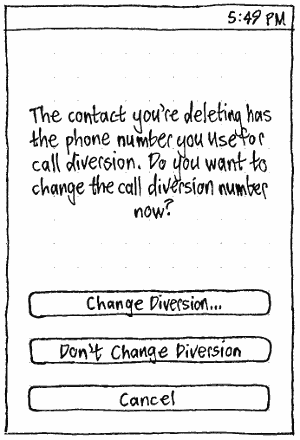 5:49 PM
The contact you're deleting has
the phone number you use for
call diversion. Do you want to
change the call diversion number
now?
Change Diversion...
Don't Change Diversion
Cancel